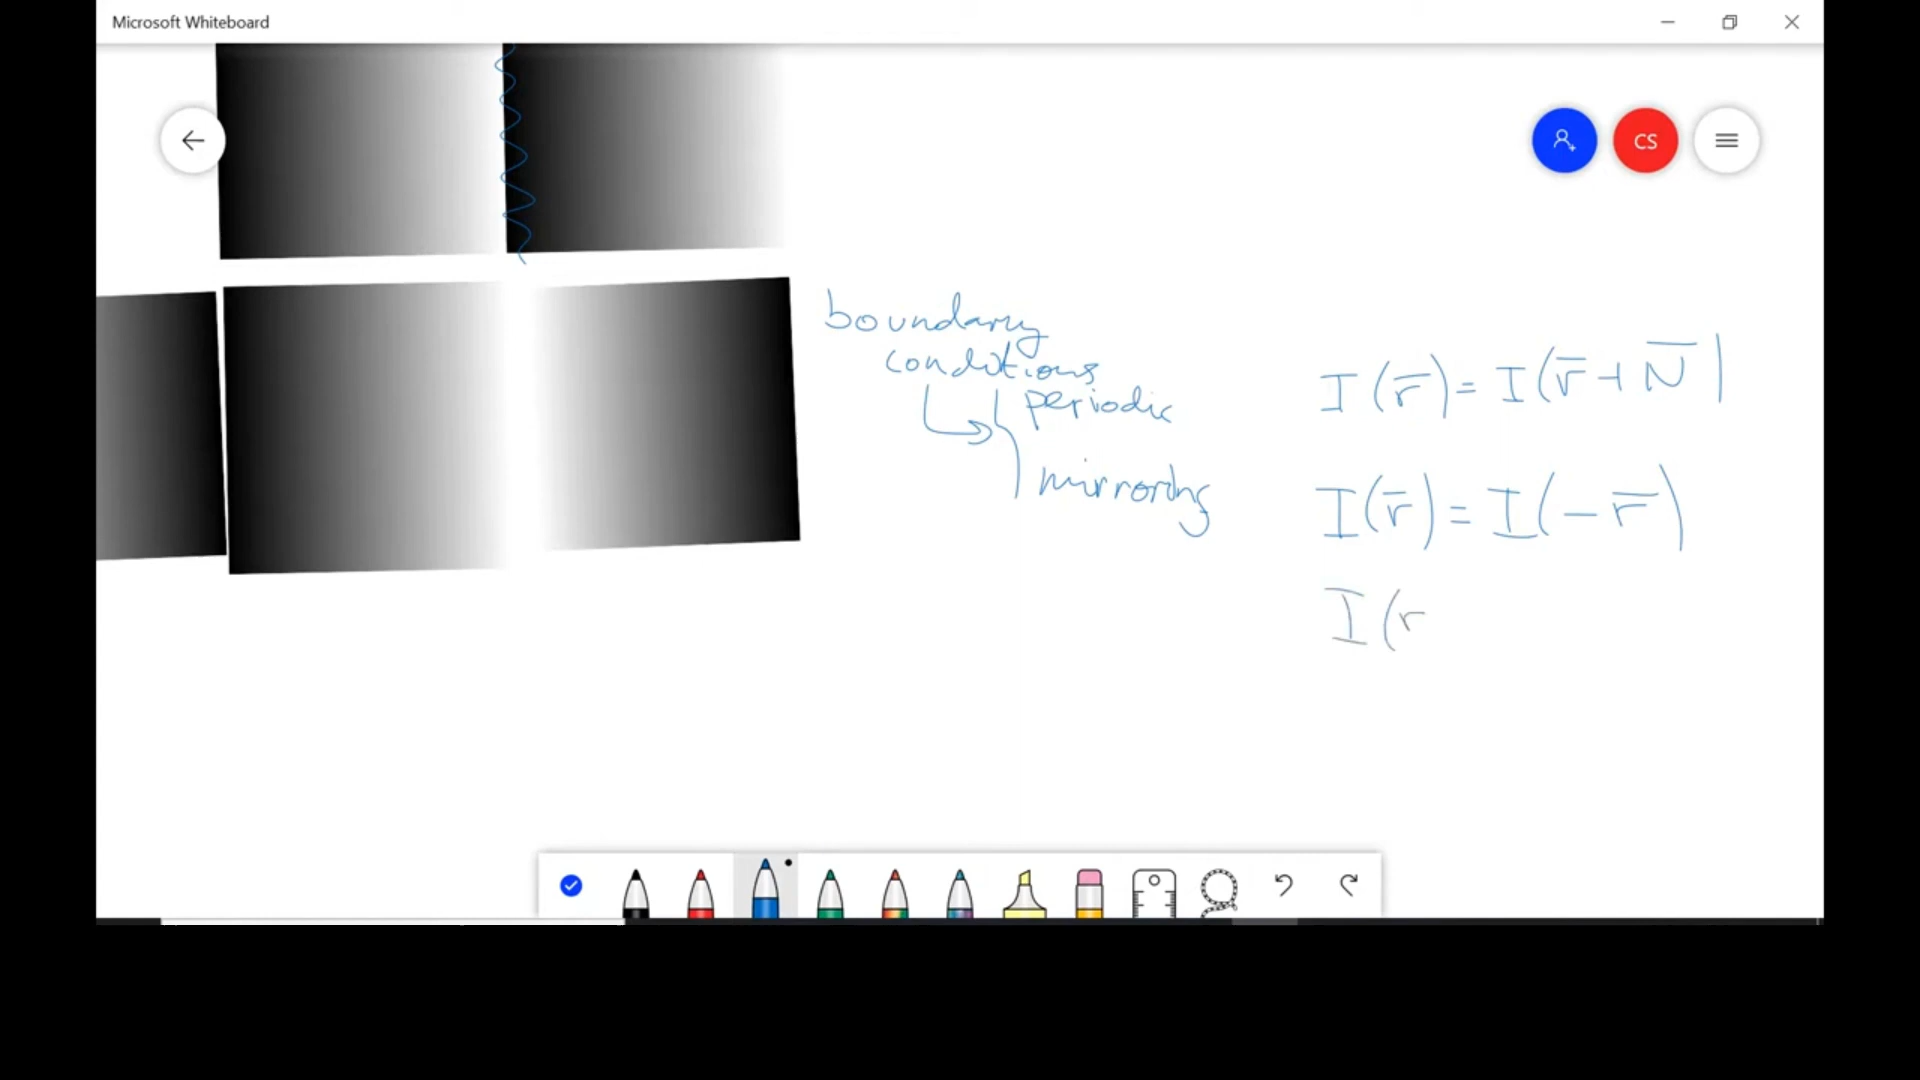 Microsoft Whiteboard
CS
boundary
conditions
periodic
mirroring
I(r̅) = I(r̅ + N̅)
I(r̅) = I(-r̅)
I(r